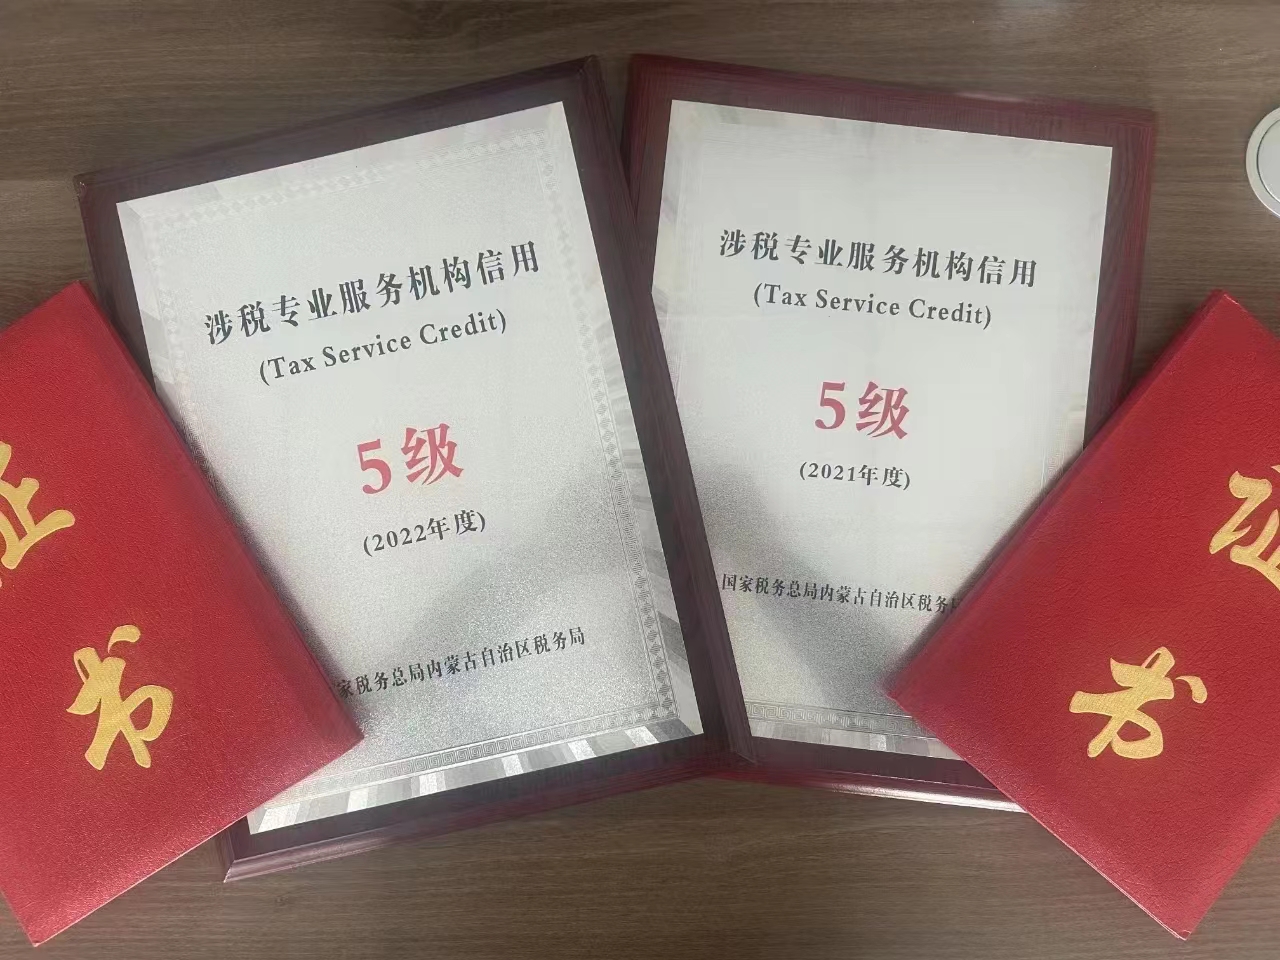 涉税专业服务机构信用
(Tax Service Credit)
5级
(2022年度)
家税务总局内蒙古自治区税务局
涉税专业服务机构信用
(Tax Service Credit)
5级
(2021年度)
国家税务总局内蒙古自治区税务
证
书
证
书